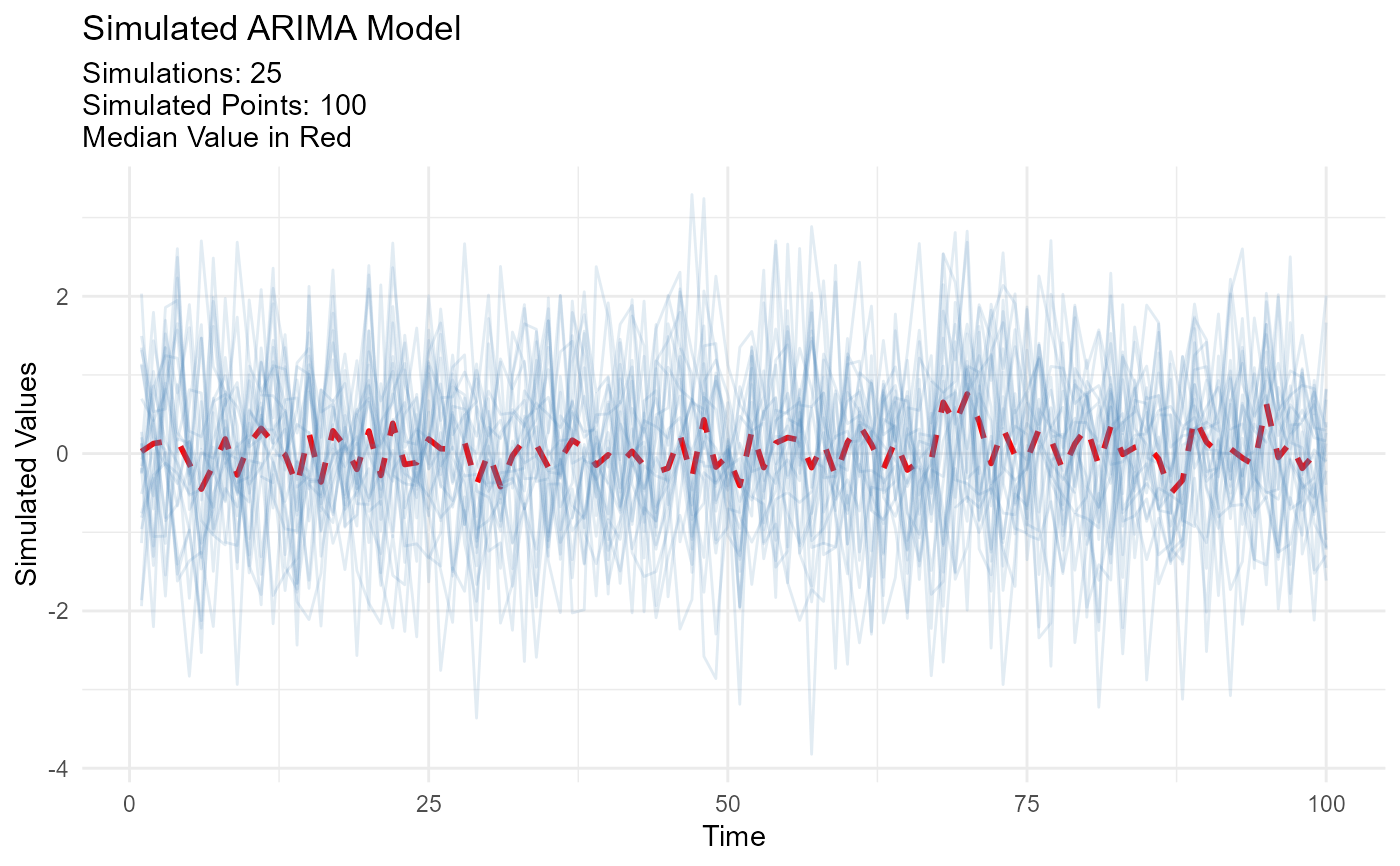 Simulated ARIMA Model
Simulations: 25
Simulated Points: 100
Median Value in Red
Simulated Values
2
0
-2
-4
0
25
50
75
100
Time